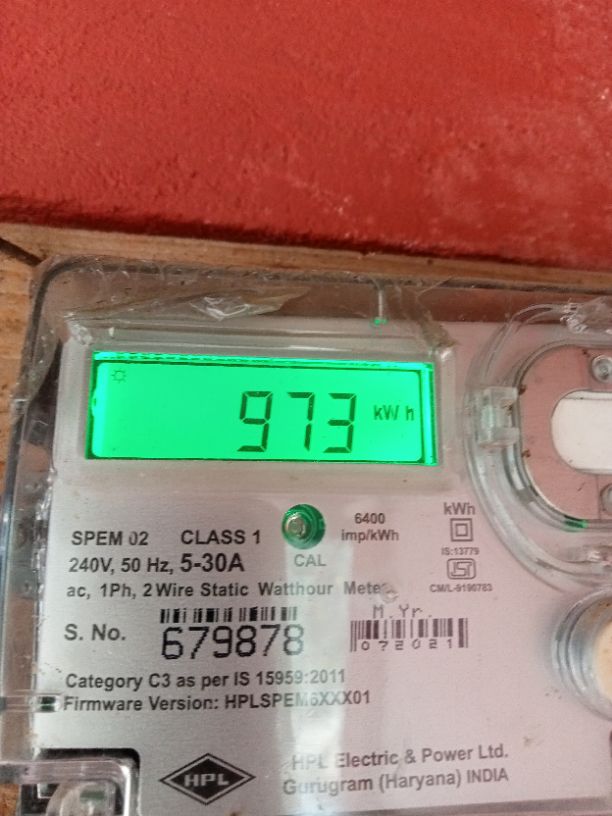 973 kWh
SPEM 02 CLASS 1
240V, 50 Hz, 5-30A
ac, 1Ph, 2 Wire Static Watthour Meter
CAL
6400
imp/kWh
kWh
IS:13779
ISI
CM/L-9190783
S. No. 679878
M.Yr.
072021
Category C3 as per IS 15959:2011
Firmware Version: HPLSPEM6XXX01
HPL
HPL Electric & Power Ltd.
Gurugram (Haryana) INDIA